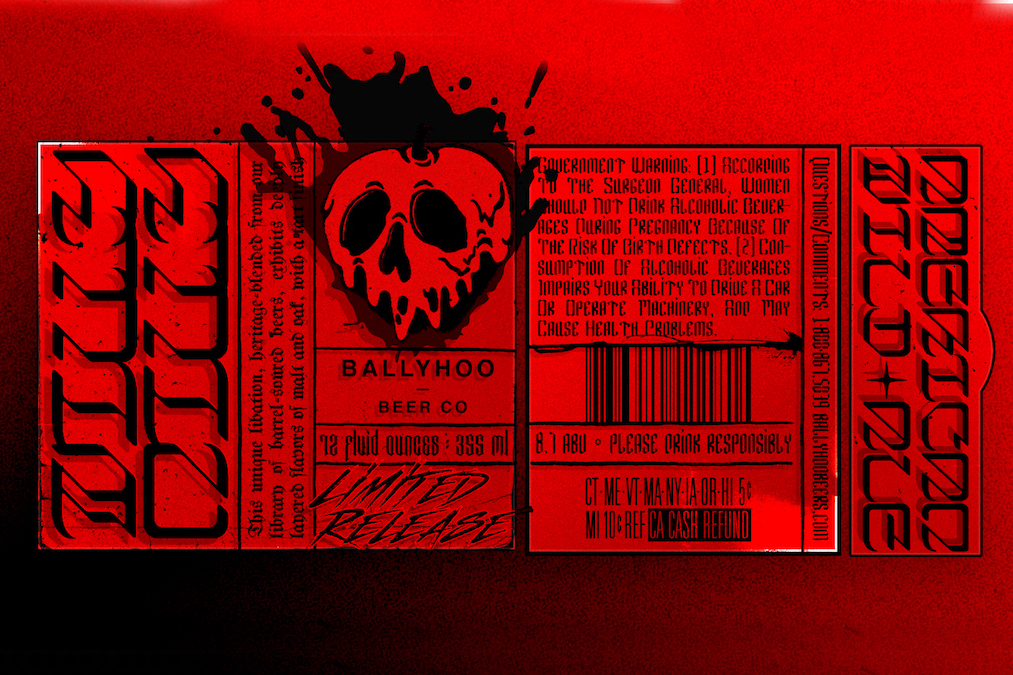 This unique libation, heritage-blended from our
library of barrel-soured beers, exhibits deeply
layered flavors of malt and oak, with a tart finish
BALLYHOO
BEER CO
12 fluid ounces : 355 ml
LIMITED
RELEASE
Government Warning: [1] According
To The Surgeon General, Women
Should Not Drink Alcoholic Bever-
ages During Pregnancy Because Of
The Risk Of Birth Defects. [2] Con-
sumption Of Alcoholic Beverages
Impairs Your Ability To Drive A Car
Or Operate Machinery, And May
Cause Health Problems.
8.7 ABV • PLEASE DRINK RESPONSIBLY
CT·ME·VT·MA·NY·IA·OR·HI 5¢
MI 10¢ REF CA CASH REFUND
Questions/Comments: 1.800.867.5039 BALLYHOOBEERS.COM